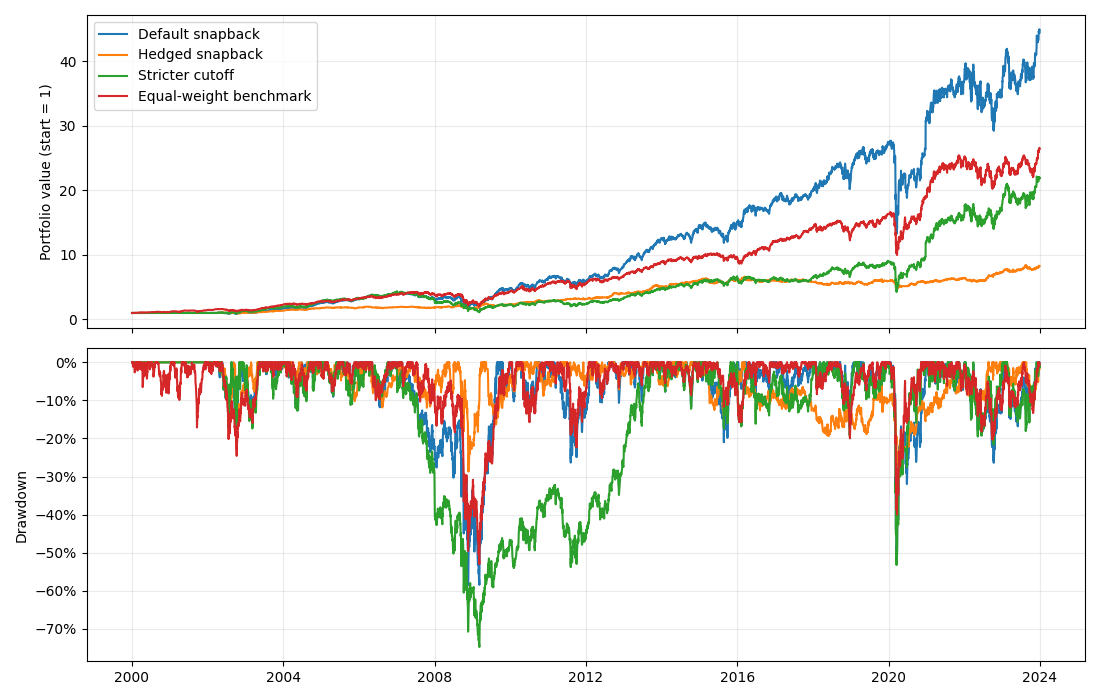 Default snapback
Hedged snapback
Stricter cutoff
Equal-weight benchmark
Portfolio value (start = 1)
40
30
20
10
0
Drawdown
0%
−10%
−20%
−30%
−40%
−50%
−60%
−70%
2000 2004 2008 2012 2016 2020 2024